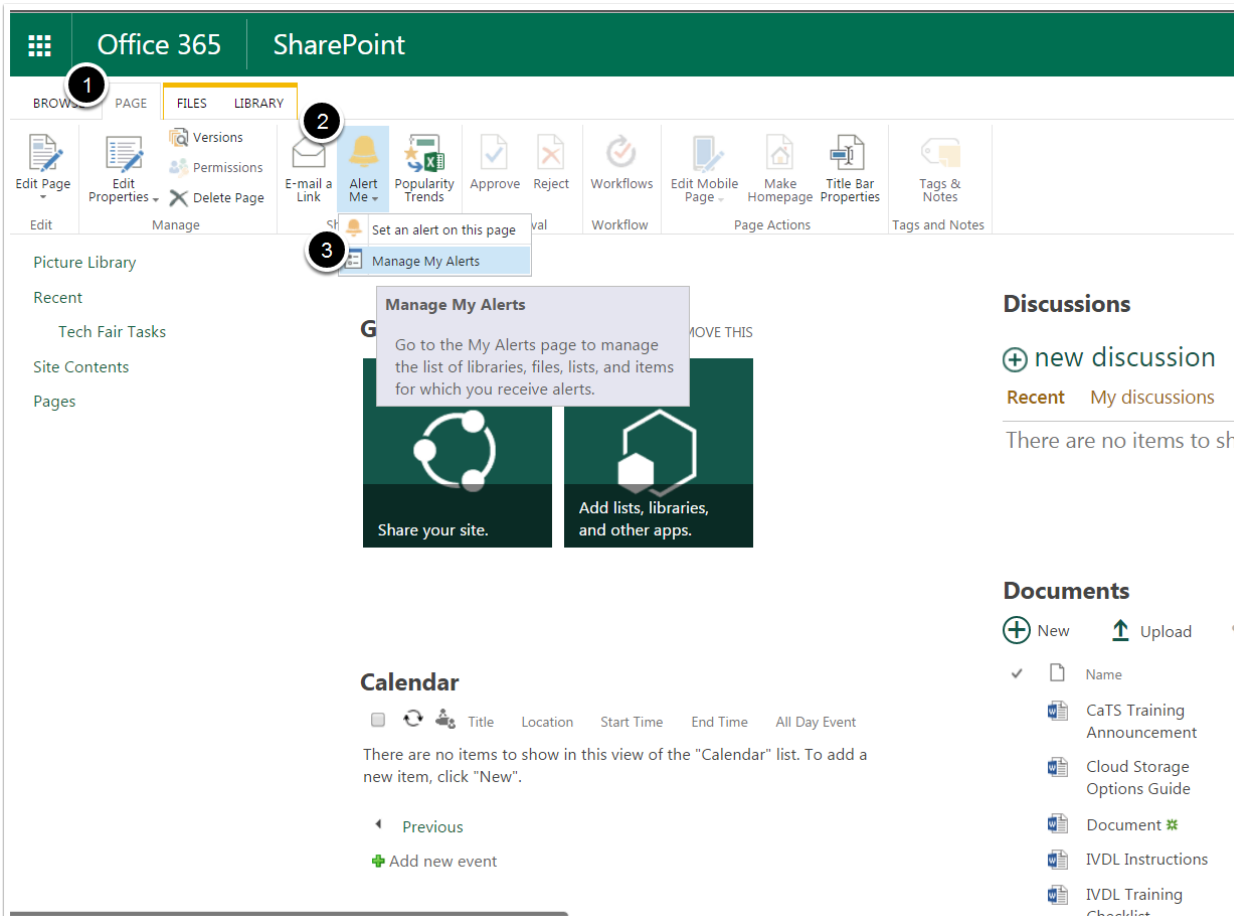 Office 365 SharePoint
1
BROWSE PAGE FILES LIBRARY
2
Versions
Permissions
Delete Page
Edit Page
Edit Properties
E-mail a Link
Alert Me
Popularity Trends
Approve Reject
Workflows
Edit Mobile Page
Make Homepage
Title Bar Properties
Tags & Notes
Edit Manage Workflow Page Actions Tags and Notes
Set an alert on this page
3
Manage My Alerts
Manage My Alerts
Go to the My Alerts page to manage
the list of libraries, files, lists, and items
for which you receive alerts.
Picture Library
Recent
Tech Fair Tasks
Site Contents
Pages
THIS
Share your site.
Add lists, libraries,
and other apps.
Calendar
Title Location Start Time End Time All Day Event
There are no items to show in this view of the "Calendar" list. To add a
new item, click "New".
Previous
Add new event
Discussions
new discussion
Recent My discussions
There are no items to
Documents
New Upload
Name
CaTS Training
Announcement
Cloud Storage
Options Guide
Document
IVDL Instructions
IVDL Training
Checklist